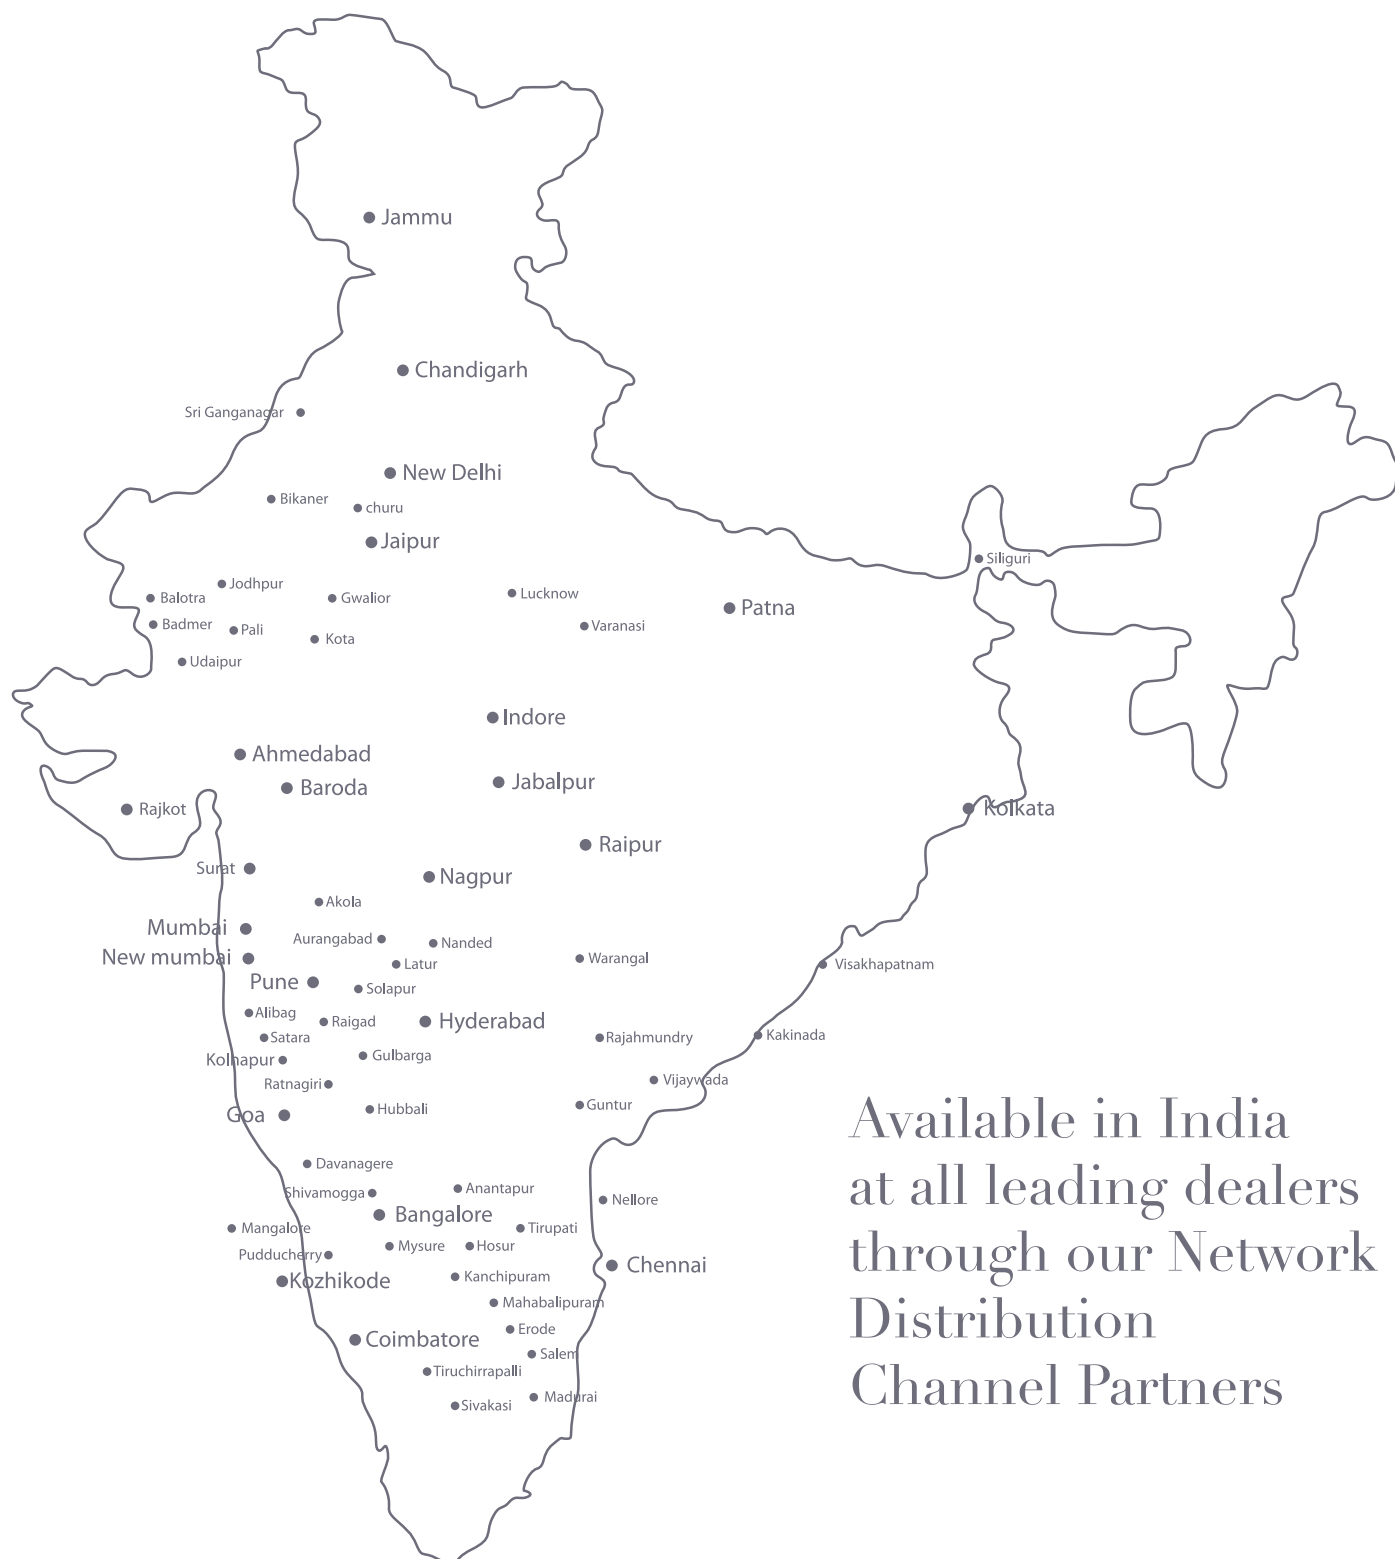 Jammu
Chandigarh
Sri Ganganagar
New Delhi
Bikaner
churu
Jaipur
Siliguri
Jodhpur
Lucknow
Balotra
Gwalior
Patna
Badmer
Pali
Varanasi
Kota
Udaipur
Indore
Ahmedabad
Baroda
Jabalpur
Rajkot
Kolkata
Raipur
Surat
Nagpur
Akola
Mumbai
Aurangabad
Nanded
New mumbai
Latur
Warangal
Visakhapatnam
Pune
Solapur
Alibag
Raigad
Hyderabad
Satara
Rajahmundry
Kakinada
Kolhapur
Gulbarga
Ratnagiri
Vijaywada
Goa
Hubbali
Guntur
Davanagere
Shivamogga
Anantapur
Nellore
Bangalore
Mangalore
Tirupati
Pudducherry
Mysure
Hosur
Chennai
Kozhikode
Kanchipuram
Mahabalipuram
Coimbatore
Erode
Salem
Tiruchirrapalli
Madurai
Sivakasi
Available in India
at all leading dealers
through our Network
Distribution
Channel Partners